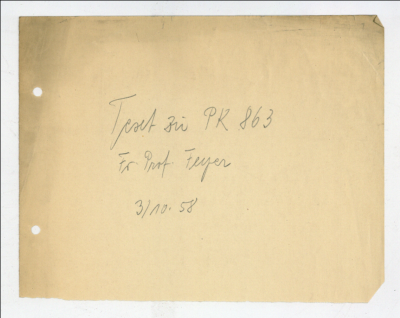 Text zu PK 863
Fr. Prof. Feyer
3/10.58